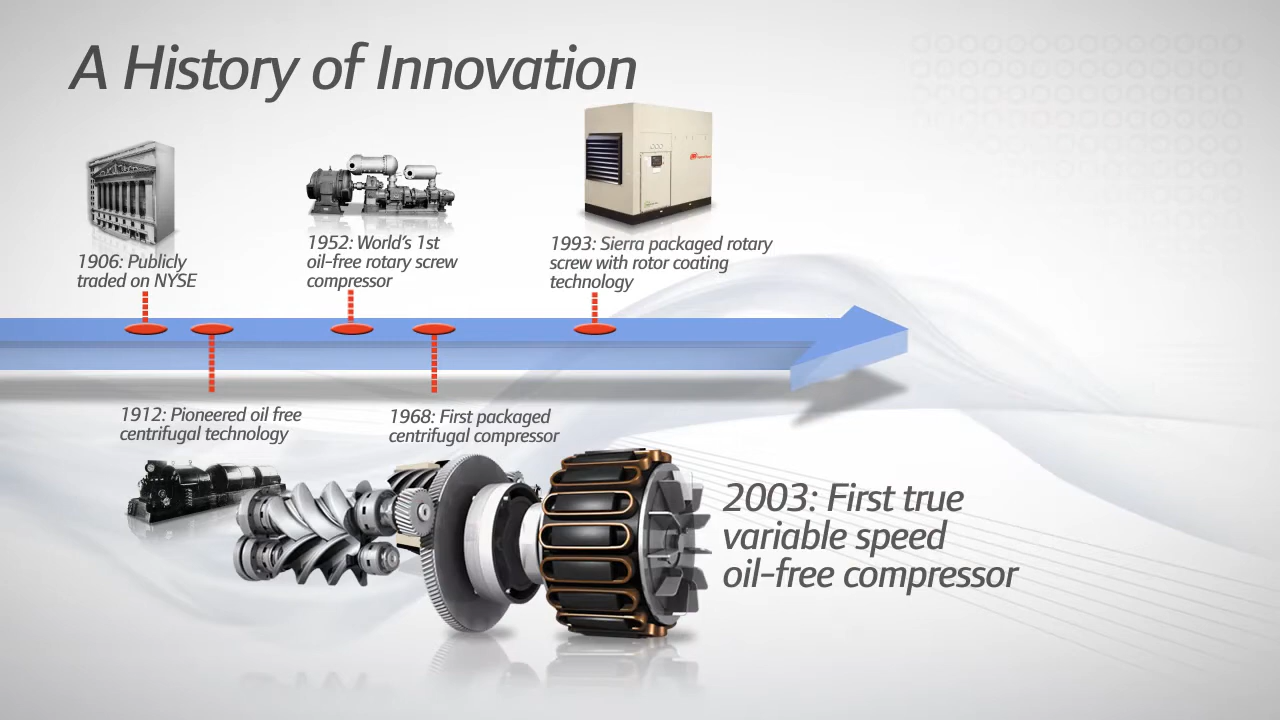 A History of Innovation
1906: Publicly
traded on NYSE
1952: World's 1st
oil-free rotary screw
compressor
1993: Sierra packaged rotary
screw with rotor coating
technology
1912: Pioneered oil free
centrifugal technology
1968: First packaged
centrifugal compressor
2003: First true
variable speed
oil-free compressor